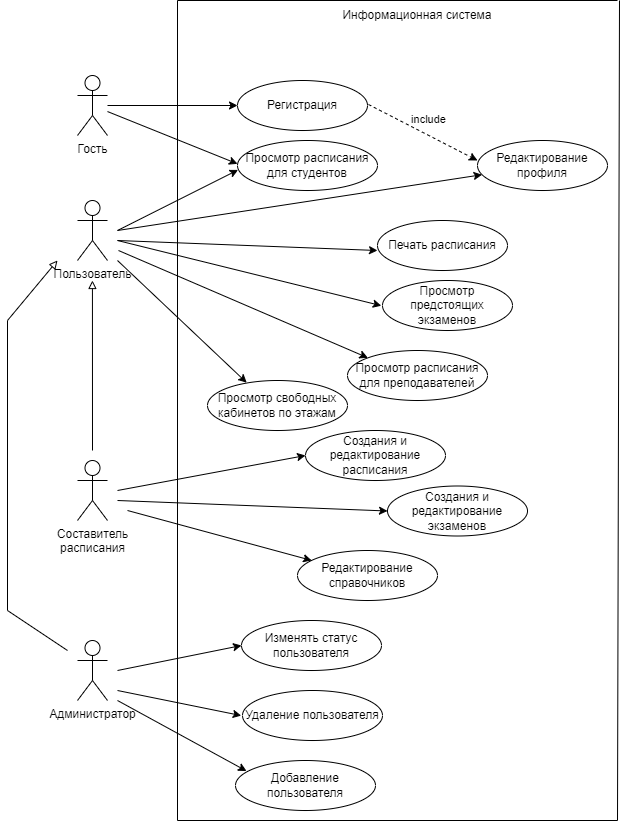 Информационная система
Регистрация
include
Гость
Просмотр расписания
для студентов
Редактирование
профиля
Печать расписания
Пользователь
Просмотр
предстоящих
экзаменов
Просмотр расписания
для преподавателей
Просмотр свободных
кабинетов по этажам
Создания и
редактирование
расписания
Создания и
редактирование
экзаменов
Составитель
расписания
Редактирование
справочников
Изменять статус
пользователя
Администратор
Удаление пользователя
Добавление
пользователя